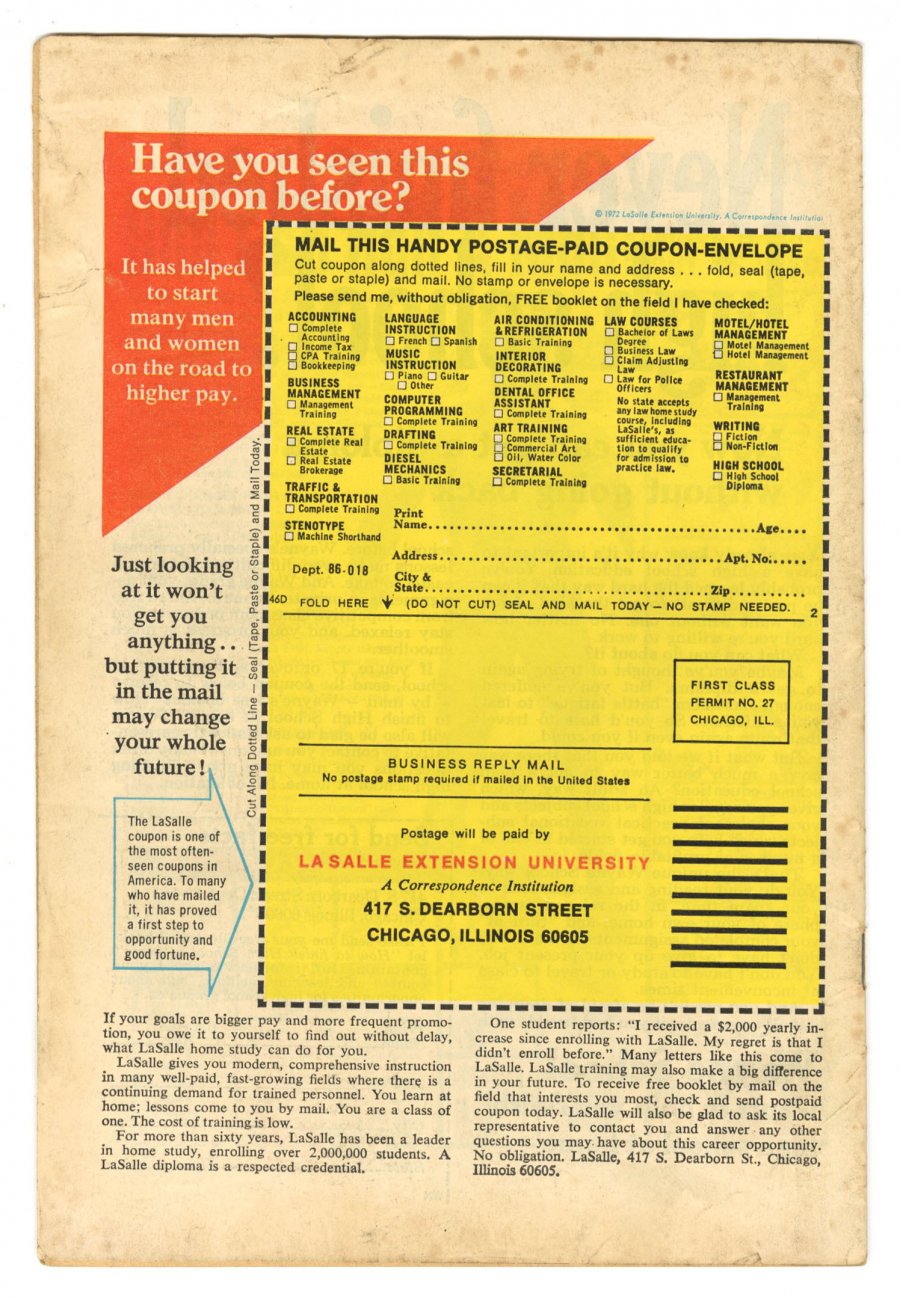 Have you seen this
coupon before?
© 1972 LaSalle Extension University. A Correspondence Institution
It has helped
to start
many men
and women
on the road to
higher pay.
MAIL THIS HANDY POSTAGE-PAID COUPON-ENVELOPE
Cut coupon along dotted lines, fill in your name and address . . . fold, seal (tape,
paste or staple) and mail. No stamp or envelope is necessary.
Please send me, without obligation, FREE booklet on the field I have checked:
ACCOUNTING
☐ Complete
Accounting
☐ Income Tax
☐ CPA Training
☐ Bookkeeping
BUSINESS
MANAGEMENT
☐ Management
Training
REAL ESTATE
☐ Complete Real
Estate
☐ Real Estate
Brokerage
TRAFFIC &
TRANSPORTATION
☐ Complete Training
STENOTYPE
☐ Machine Shorthand
LANGUAGE
INSTRUCTION
☐ French ☐ Spanish
MUSIC
INSTRUCTION
☐ Piano ☐ Guitar
☐ Other
COMPUTER
PROGRAMMING
☐ Complete Training
DRAFTING
☐ Complete Training
DIESEL
MECHANICS
☐ Basic Training
AIR CONDITIONING
& REFRIGERATION
☐ Basic Training
INTERIOR
DECORATING
☐ Complete Training
DENTAL OFFICE
ASSISTANT
☐ Complete Training
ART TRAINING
☐ Complete Training
☐ Commercial Art
☐ Oil, Water Color
SECRETARIAL
☐ Complete Training
LAW COURSES
☐ Bachelor of Laws
Degree
☐ Business Law
☐ Claim Adjusting
Law
☐ Law for Police
Officers
No state accepts
any law home study
course, including
LaSalle's, as
sufficient educa-
tion to qualify
for admission to
practice law.
MOTEL/HOTEL
MANAGEMENT
☐ Motel Management
☐ Hotel Management
RESTAURANT
MANAGEMENT
☐ Management
Training
WRITING
☐ Fiction
☐ Non-Fiction
HIGH SCHOOL
☐ High School
Diploma
Print
Name.......................................................Age....
Address................................................Apt. No......
Dept. 86-018
City &
State................................................Zip..........
46D FOLD HERE ↓ (DO NOT CUT) SEAL AND MAIL TODAY — NO STAMP NEEDED. 2
Cut Along Dotted Line — Seal (Tape, Paste or Staple) and Mail Today.
Just looking
at it won't
get you
anything . .
but putting it
in the mail
may change
your whole
future!
The LaSalle
coupon is one of
the most often-
seen coupons in
America. To many
who have mailed
it, it has proved
a first step to
opportunity and
good fortune.
FIRST CLASS
PERMIT NO. 27
CHICAGO, ILL.
BUSINESS REPLY MAIL
No postage stamp required if mailed in the United States
Postage will be paid by
LA SALLE EXTENSION UNIVERSITY
A Correspondence Institution
417 S. DEARBORN STREET
CHICAGO, ILLINOIS 60605
If your goals are bigger pay and more frequent promo-
tion, you owe it to yourself to find out without delay,
what LaSalle home study can do for you.
LaSalle gives you modern, comprehensive instruction
in many well-paid, fast-growing fields where there is a
continuing demand for trained personnel. You learn at
home; lessons come to you by mail. You are a class of
one. The cost of training is low.
For more than sixty years, LaSalle has been a leader
in home study, enrolling over 2,000,000 students. A
LaSalle diploma is a respected credential.
One student reports: “I received a $2,000 yearly in-
crease since enrolling with LaSalle. My regret is that I
didn't enroll before.” Many letters like this come to
LaSalle. LaSalle training may also make a big difference
in your future. To receive free booklet by mail on the
field that interests you most, check and send postpaid
coupon today. LaSalle will also be glad to ask its local
representative to contact you and answer any other
questions you may have about this career opportunity.
No obligation. LaSalle, 417 S. Dearborn St., Chicago,
Illinois 60605.